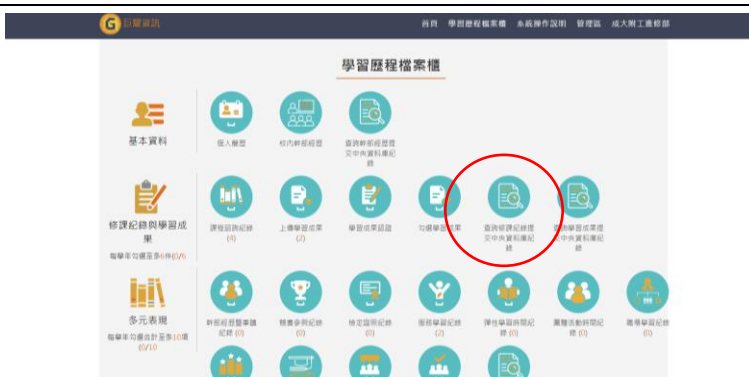 G 巨耀資訊
首頁 學習歷程檔案櫃 系統操作說明 管理區 成大附工進修部
學習歷程檔案櫃
基本資料
個人簡歷
校內幹部經歷
查詢幹部經歷提
交中央資料庫紀
錄
修課紀錄與學習成
果
每學年勾選至多6件(0/6
課程諮詢紀錄
(4)
上傳學習成果
(2)
學習成果認證
勾選學習成果
查詢修課紀錄提
交中央資料庫紀
錄
查詢學習成果提
交中央資料庫紀
錄
多元表現
每學年勾選合計至多10項
(0/10
幹部經歷暨事蹟
紀錄 (0)
競賽參與紀錄
(0)
檢定證照紀錄
(0)
服務學習紀錄
(2)
彈性學習時間紀
錄 (0)
團體活動時間紀
錄 (0)
職場學習紀錄
(0)